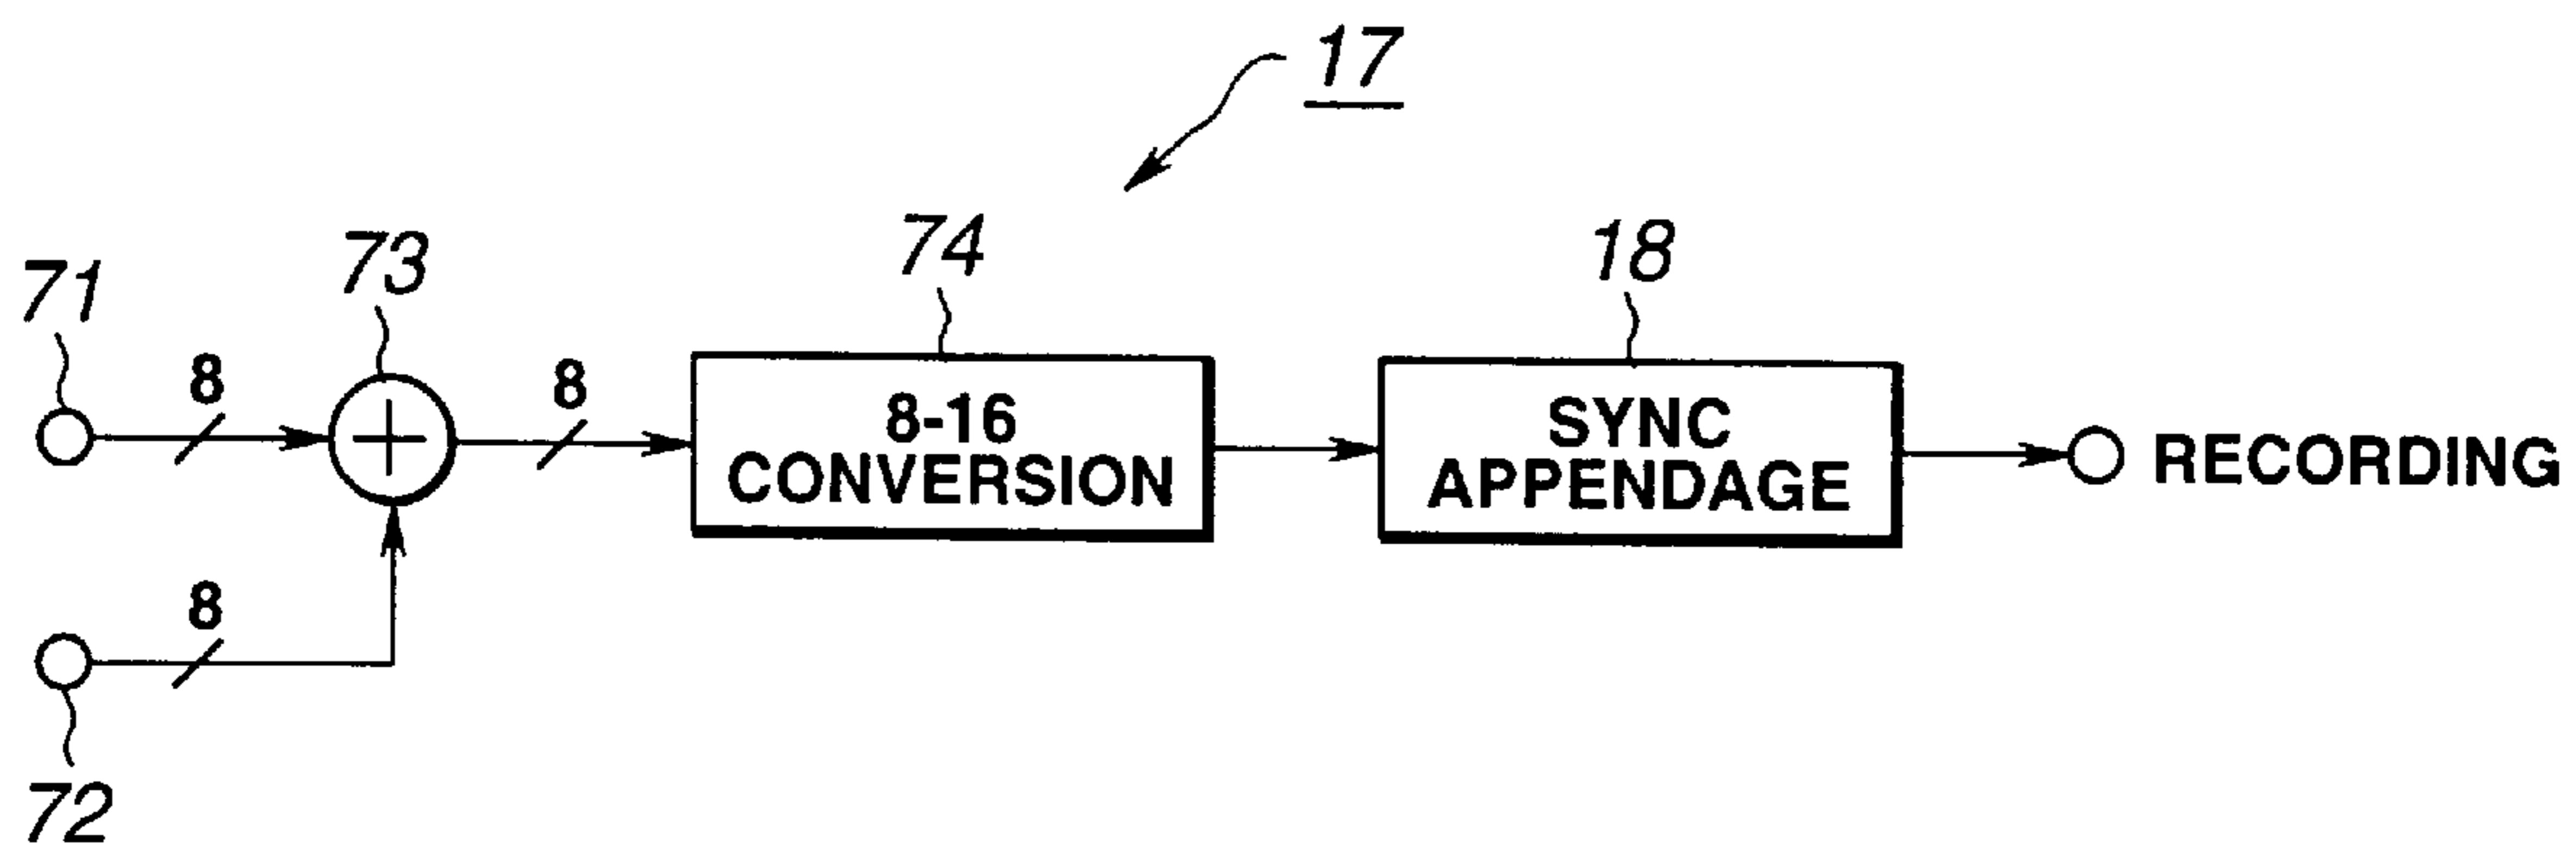 17
71
73
74
18
8
8
8-16
CONVERSION
SYNC
APPENDAGE
RECORDING
8
72